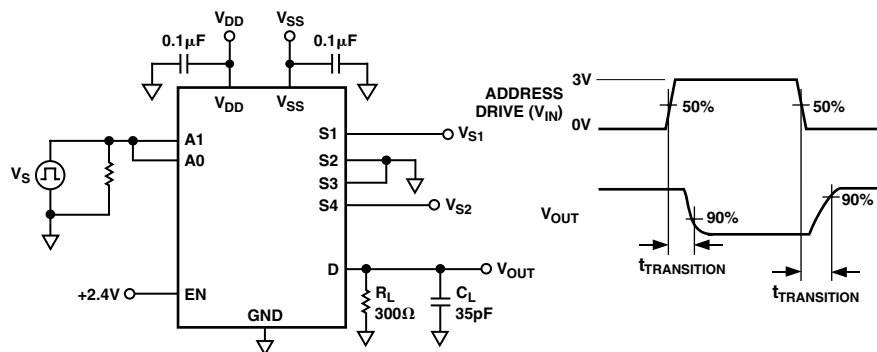 VDD VSS
0.1µF 0.1µF
VDD VSS
A1
A0
VS
S1 VS1
S2
S3
S4 VS2
D VOUT
+2.4V EN
GND
RL
300Ω
CL
35pF
3V
ADDRESS
DRIVE (VIN)
50% 50%
0V
VOUT
90% 90%
tTRANSITION
tTRANSITION